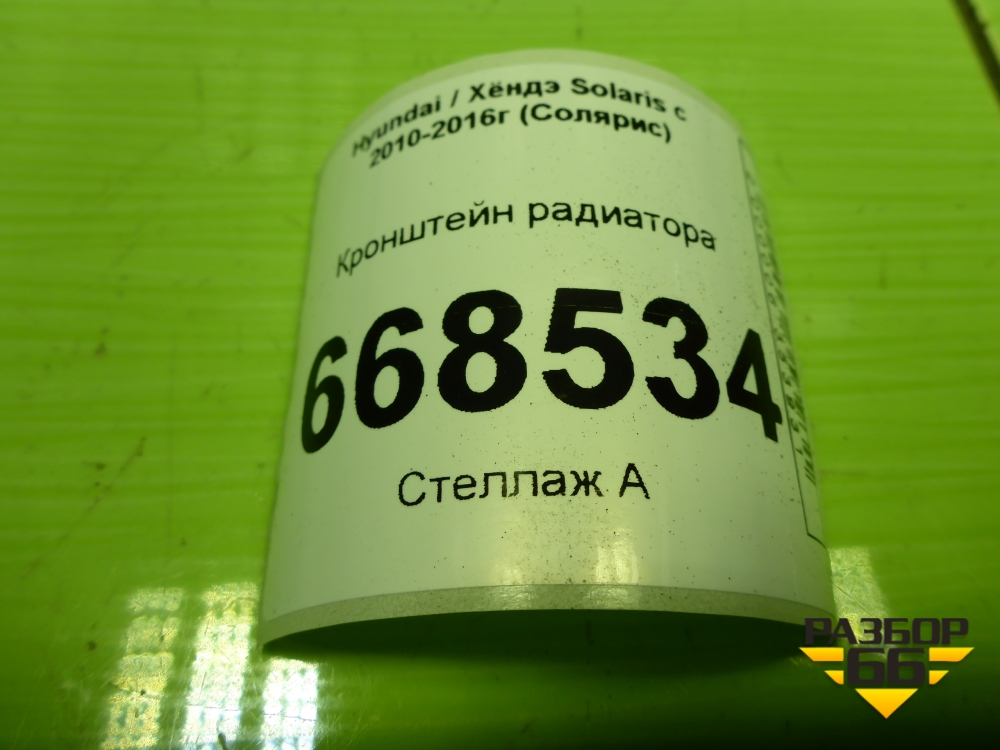 Hyundai / Хёндэ Solaris с
2010-2016г (Солярис)
Кронштейн радиатора
668534
Стеллаж А
РАЗБОР
66